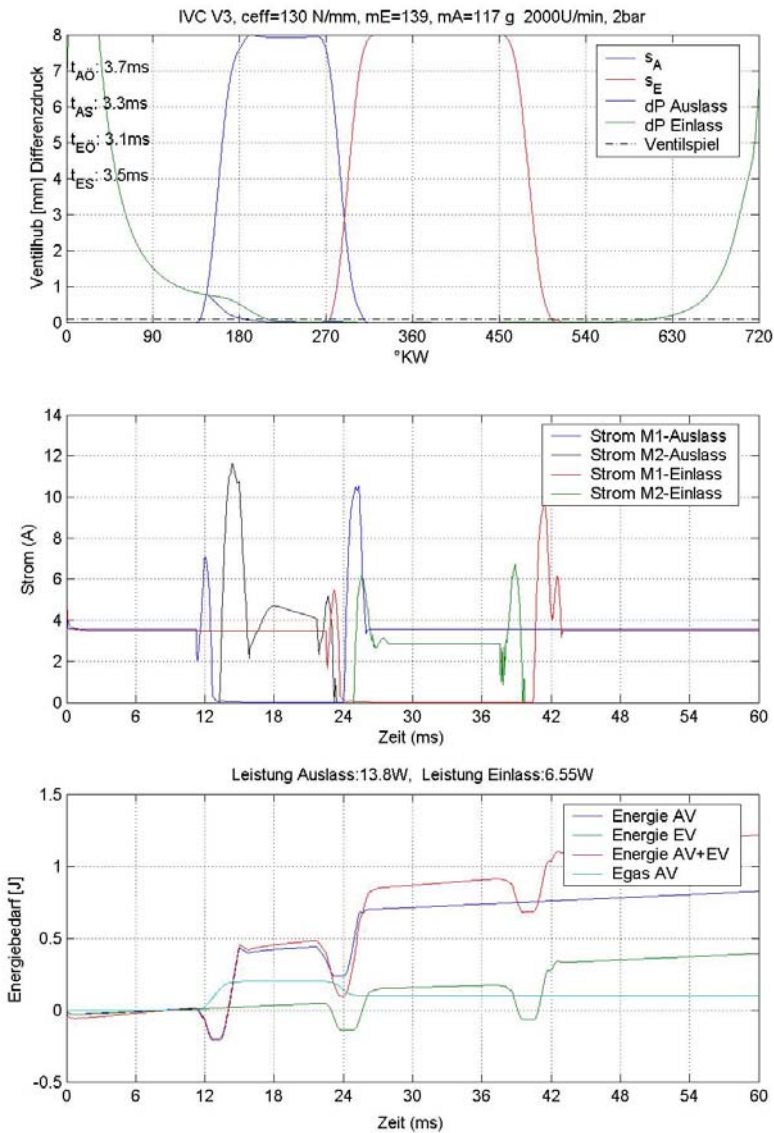 IVC V3, ceff=130 N/mm, mE=139, mA=117 g 2000U/min, 2bar
Ventilhub [mm] Differenzdruck
8
7
6
5
4
3
2
1
0
t_AÖ: 3.7ms
t_AS: 3.3ms
t_EÖ: 3.1ms
t_ES: 3.5ms
s_A
s_E
dP Auslass
dP Einlass
Ventilspiel
0 90 180 270 360 450 540 630 720
°KW
Strom (A)
14
12
10
8
6
4
2
0
Strom M1-Auslass
Strom M2-Auslass
Strom M1-Einlass
Strom M2-Einlass
0 6 12 18 24 30 36 42 48 54 60
Zeit (ms)
Leistung Auslass:13.8W, Leistung Einlass:6.55W
Energiebedarf [J]
1.5
1
0.5
0
-0.5
Energie AV
Energie EV
Energie AV+EV
Egas AV
0 6 12 18 24 30 36 42 48 54 60
Zeit (ms)